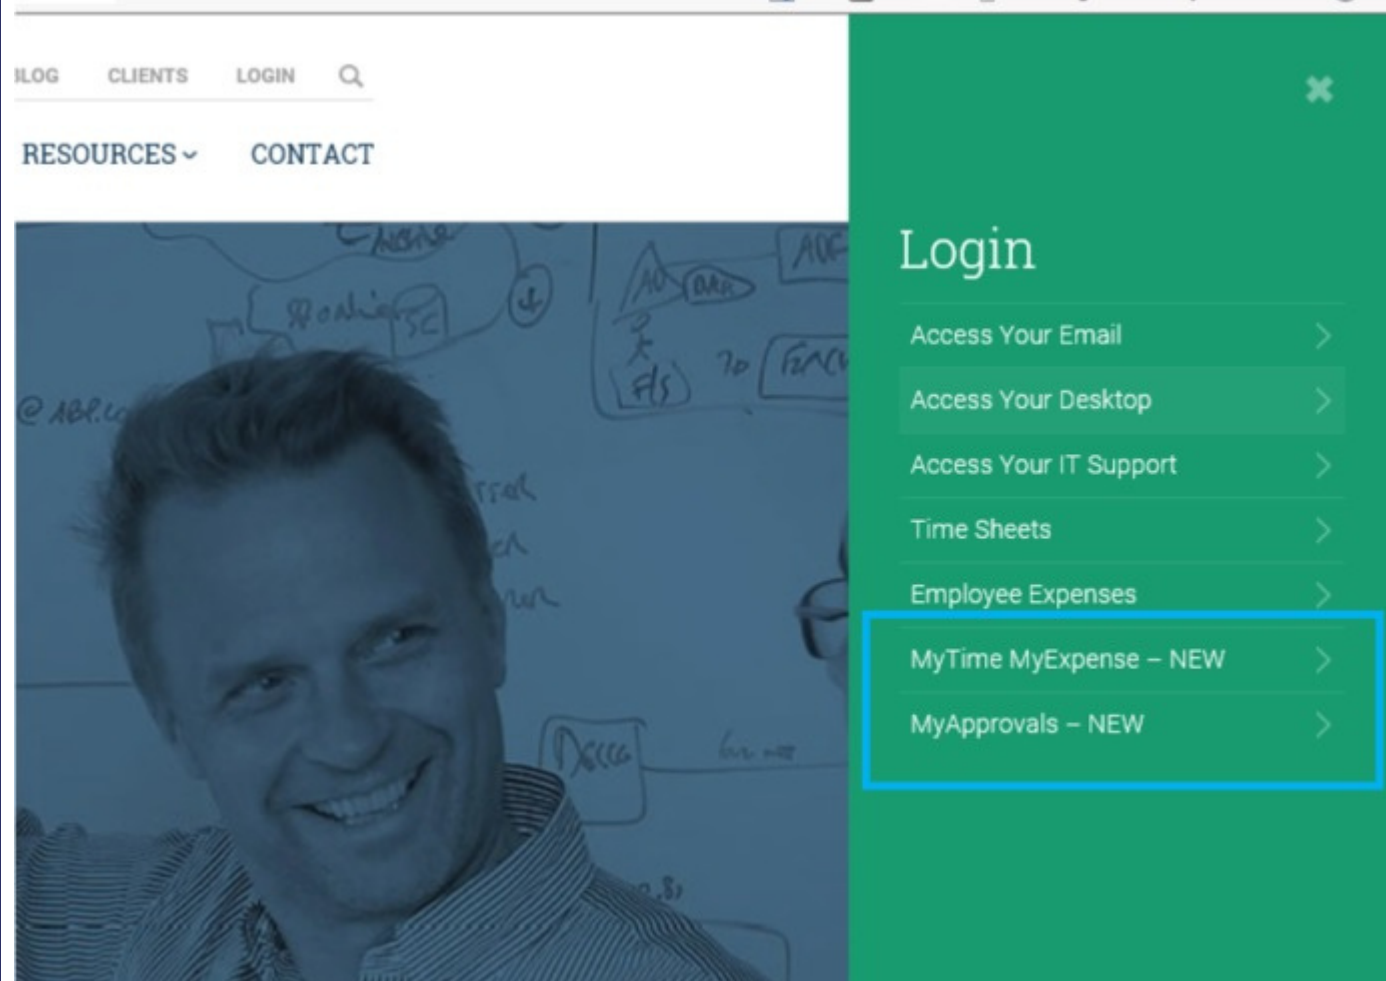 BLOG CLIENTS LOGIN
RESOURCES CONTACT
Login
Access Your Email
Access Your Desktop
Access Your IT Support
Time Sheets
Employee Expenses
MyTime MyExpense – NEW
MyApprovals – NEW